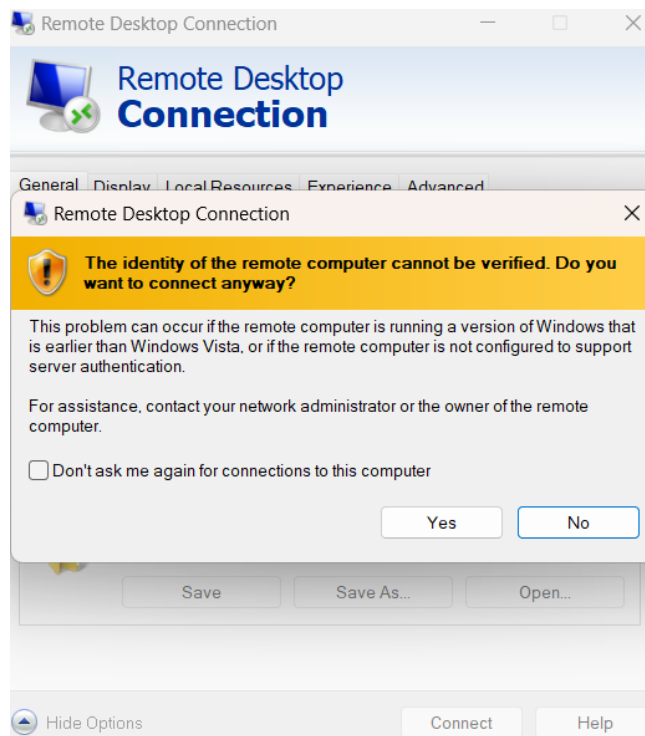 Remote Desktop Connection
Remote Desktop
Connection
General Display Local Resources Experience Advanced
Remote Desktop Connection
The identity of the remote computer cannot be verified. Do you
want to connect anyway?
This problem can occur if the remote computer is running a version of Windows that
is earlier than Windows Vista, or if the remote computer is not configured to support
server authentication.
For assistance, contact your network administrator or the owner of the remote
computer.
Don't ask me again for connections to this computer
Yes No
Save Save As... Open...
Hide Options Connect Help